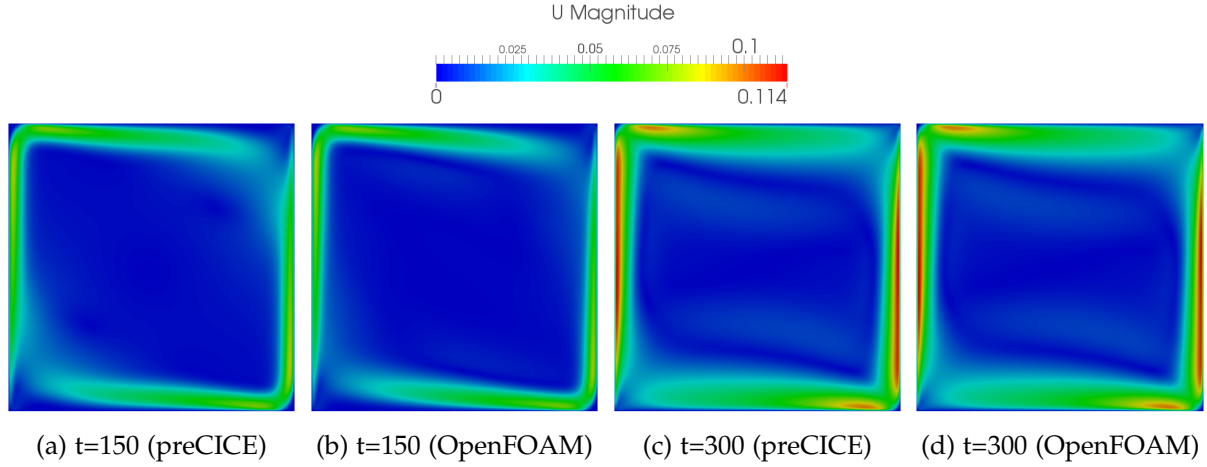 U Magnitude
0.025 0.05 0.075 0.1
0 0.114
(a) t=150 (preCICE) (b) t=150 (OpenFOAM) (c) t=300 (preCICE) (d) t=300 (OpenFOAM)